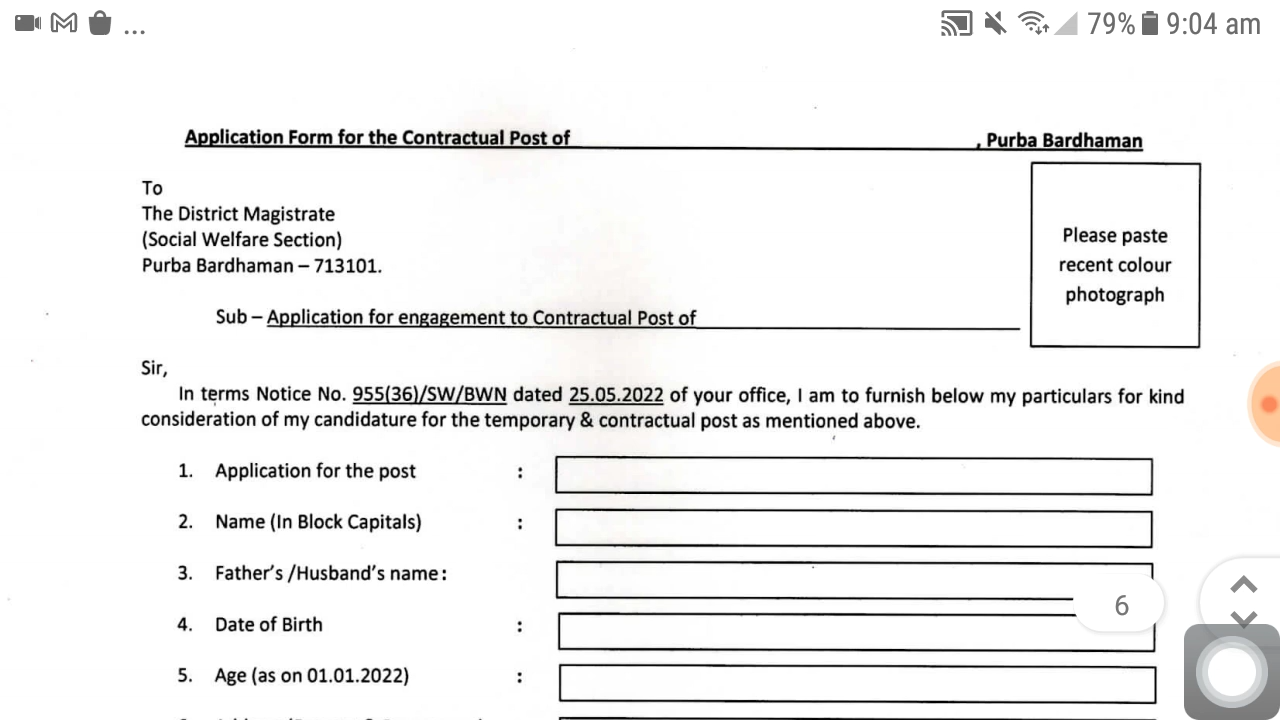 ... 79% 9:04 am
Application Form for the Contractual Post of , Purba Bardhaman
To
The District Magistrate
(Social Welfare Section)
Purba Bardhaman – 713101.
Please paste
recent colour
photograph
Sub – Application for engagement to Contractual Post of
Sir,
In terms Notice No. 955(36)/SW/BWN dated 25.05.2022 of your office, I am to furnish below my particulars for kind
consideration of my candidature for the temporary & contractual post as mentioned above.
1. Application for the post :
2. Name (In Block Capitals) :
3. Father's /Husband's name :
4. Date of Birth :
5. Age (as on 01.01.2022) :
6